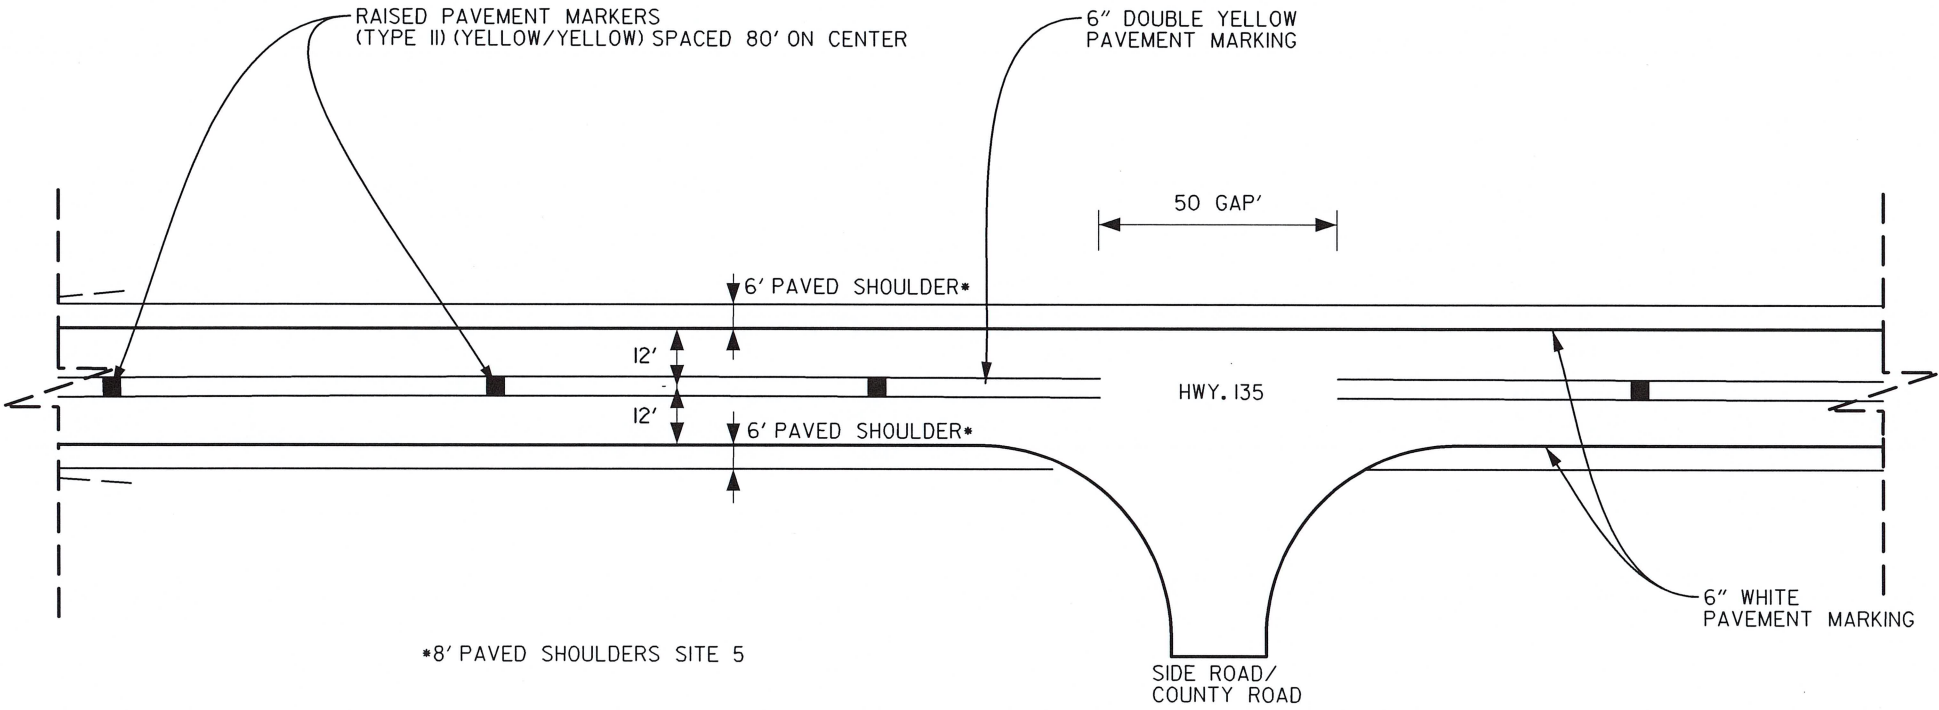 RAISED PAVEMENT MARKERS
(TYPE II) (YELLOW/YELLOW) SPACED 80' ON CENTER
6" DOUBLE YELLOW
PAVEMENT MARKING
50 GAP'
6' PAVED SHOULDER*
12'
HWY. 135
12'
6' PAVED SHOULDER*
6" WHITE
PAVEMENT MARKING
*8' PAVED SHOULDERS SITE 5
SIDE ROAD/
COUNTY ROAD